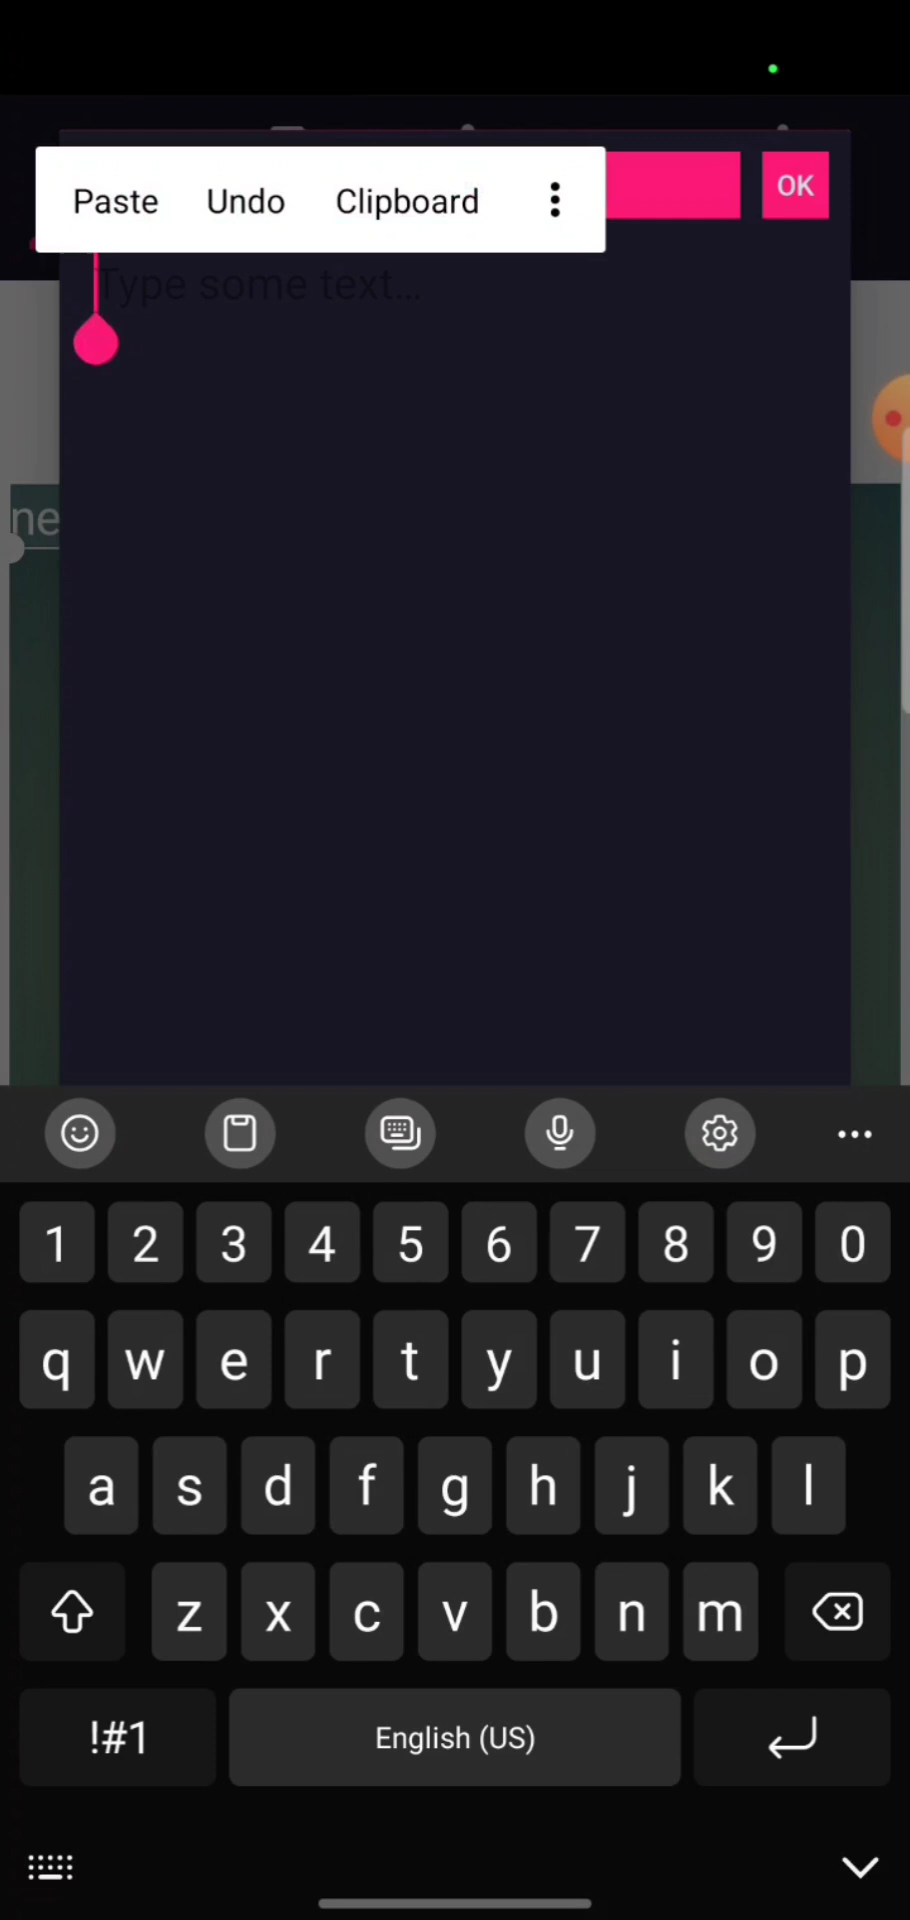 Paste Undo Clipboard
OK
Type some text...
ne
1 2 3 4 5 6 7 8 9 0
q w e r t y u i o p
a s d f g h j k l
z x c v b n m
!#1 English (US)